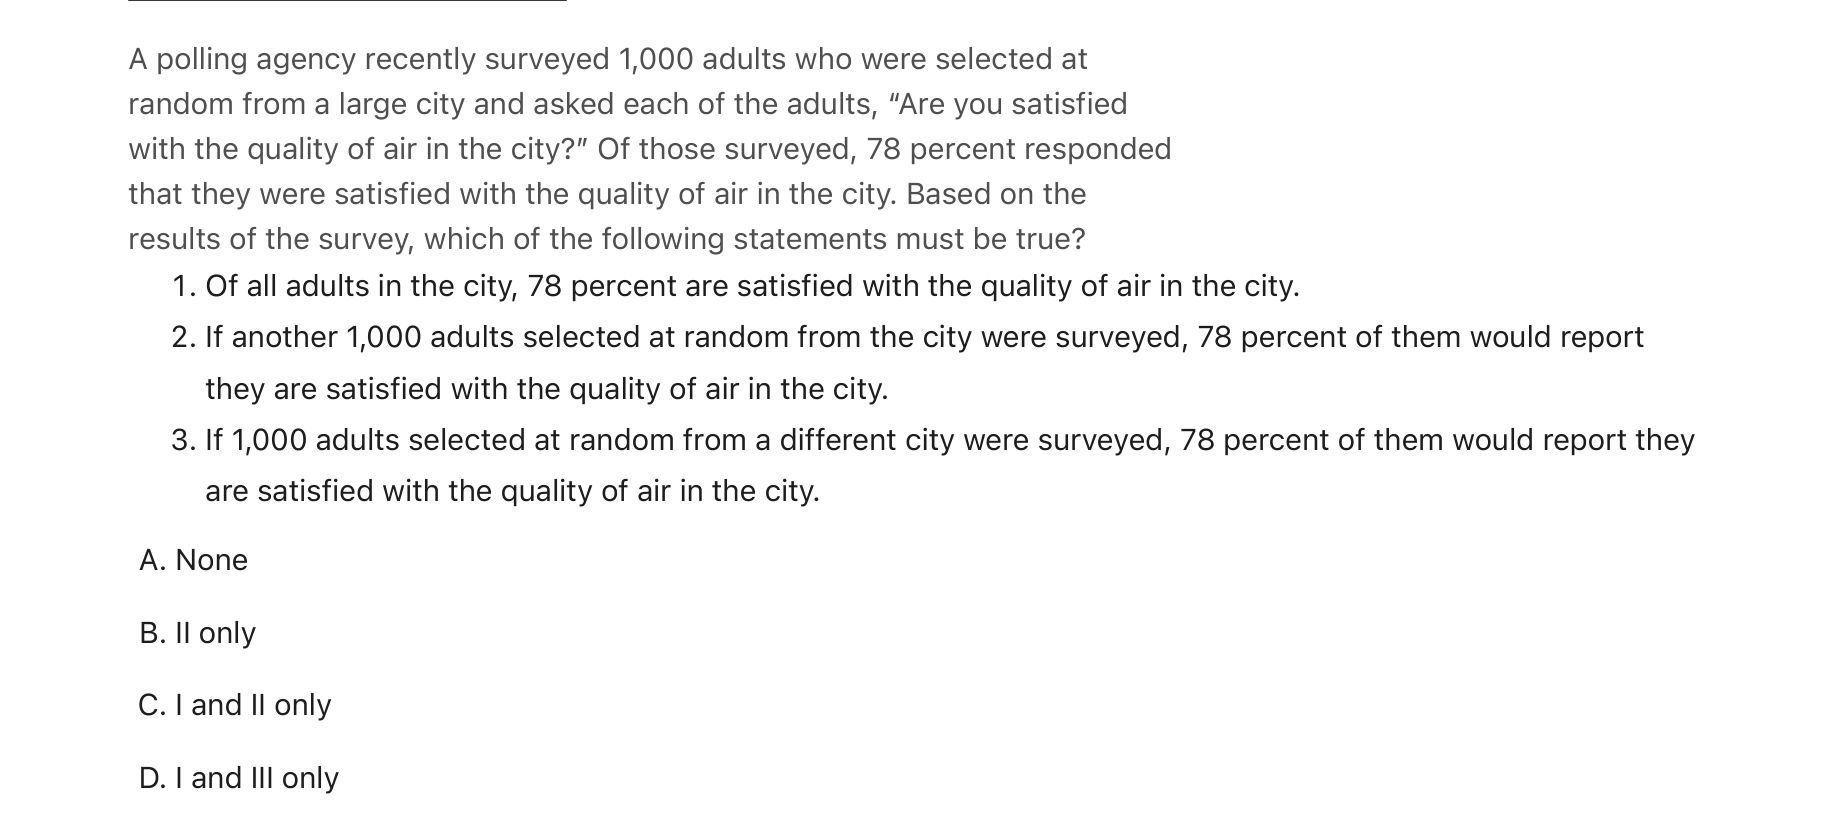 A polling agency recently surveyed 1,000 adults who were selected at
random from a large city and asked each of the adults, “Are you satisfied
with the quality of air in the city?” Of those surveyed, 78 percent responded
that they were satisfied with the quality of air in the city. Based on the
results of the survey, which of the following statements must be true?
1. Of all adults in the city, 78 percent are satisfied with the quality of air in the city.
2. If another 1,000 adults selected at random from the city were surveyed, 78 percent of them would report
they are satisfied with the quality of air in the city.
3. If 1,000 adults selected at random from a different city were surveyed, 78 percent of them would report they
are satisfied with the quality of air in the city.
A. None
B. II only
C. I and II only
D. I and III only